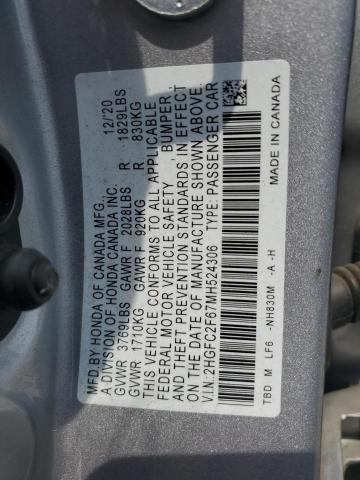 MFD.BY HONDA OF CANADA MFG. 12/'20
A DIVISION OF HONDA CANADA INC.
GVWR 3769LBS GAWR F 2028LBS R 1829LBS
GVWR 1710KG GAWR F 920KG R 830KG
THIS VEHICLE CONFORMS TO ALL APPLICABLE
FEDERAL MOTOR VEHICLE SAFETY, BUMPER,
AND THEFT PREVENTION STANDARDS IN EFFECT
ON THE DATE OF MANUFACTURE SHOWN ABOVE.
V.I.N.:2HGFC2F67MH524306 TYPE: PASSENGER CAR
TBD M LF6 -NH830M -A -H MADE IN CANADA